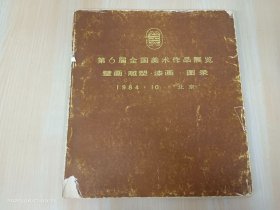 第6届全国美术作品展览
壁画·雕塑·漆画 图录
1984·10 北京